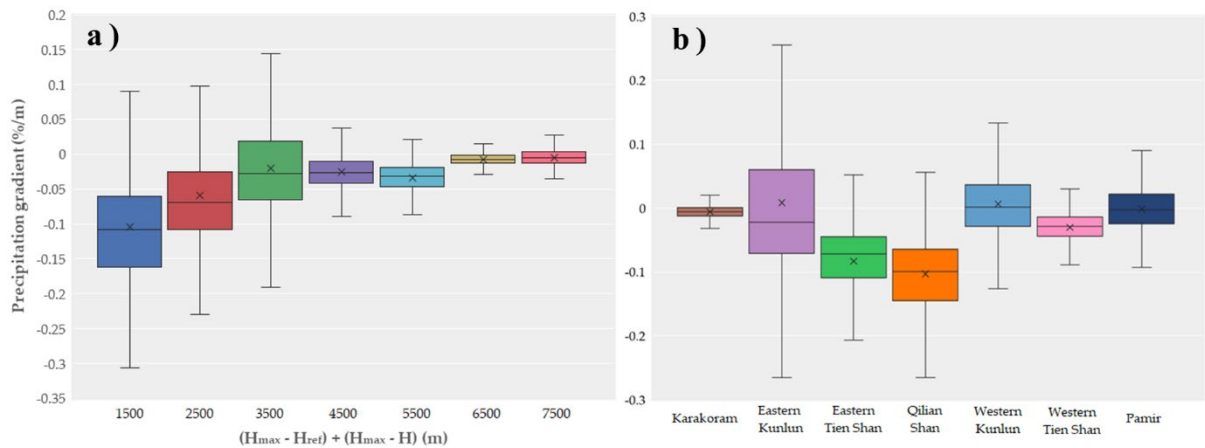 a )
Precipitation gradient (%/m)
0.2
0.15
0.1
0.05
0
-0.05
-0.1
-0.15
-0.2
-0.25
-0.3
-0.35
1500 2500 3500 4500 5500 6500 7500
(Hmax - Href) + (Hmax - H) (m)
b )
0.3
0.2
0.1
0
-0.1
-0.2
-0.3
Karakoram
Eastern
Kunlun
Eastern
Tien Shan
Qilian
Shan
Western
Kunlun
Western
Tien Shan
Pamir